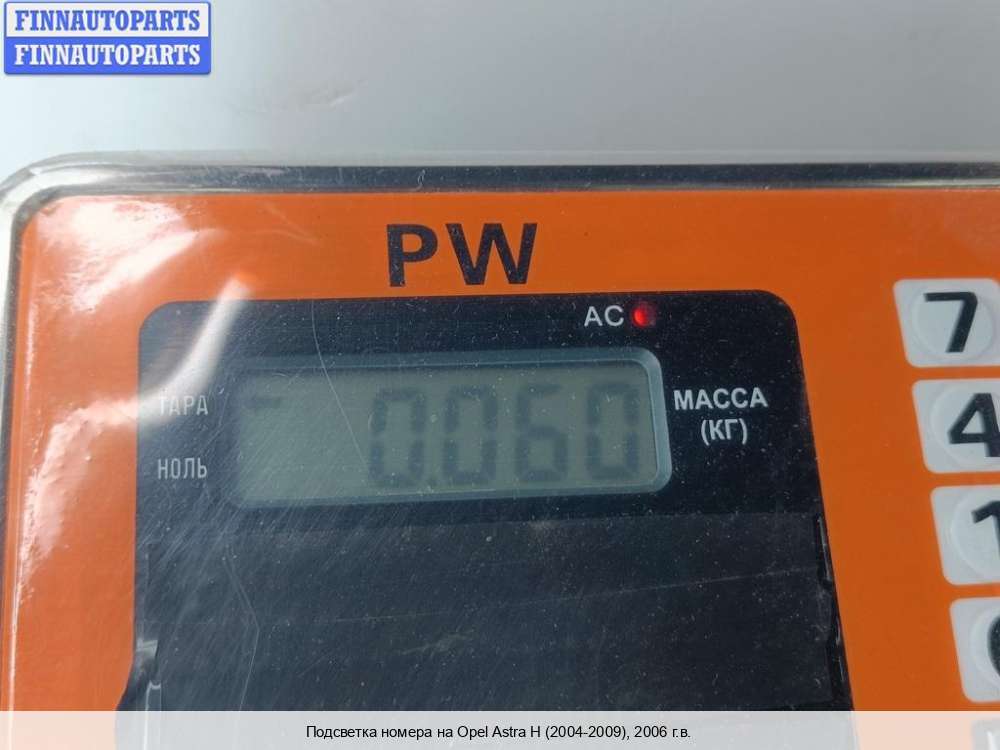 FINNAUTOPARTS
FINNAUTOPARTS
PW
AC
ТАРА
0.060
МАССА
(КГ)
НОЛЬ
7
4
1
Подсветка номера на Opel Astra H (2004-2009), 2006 г.в.